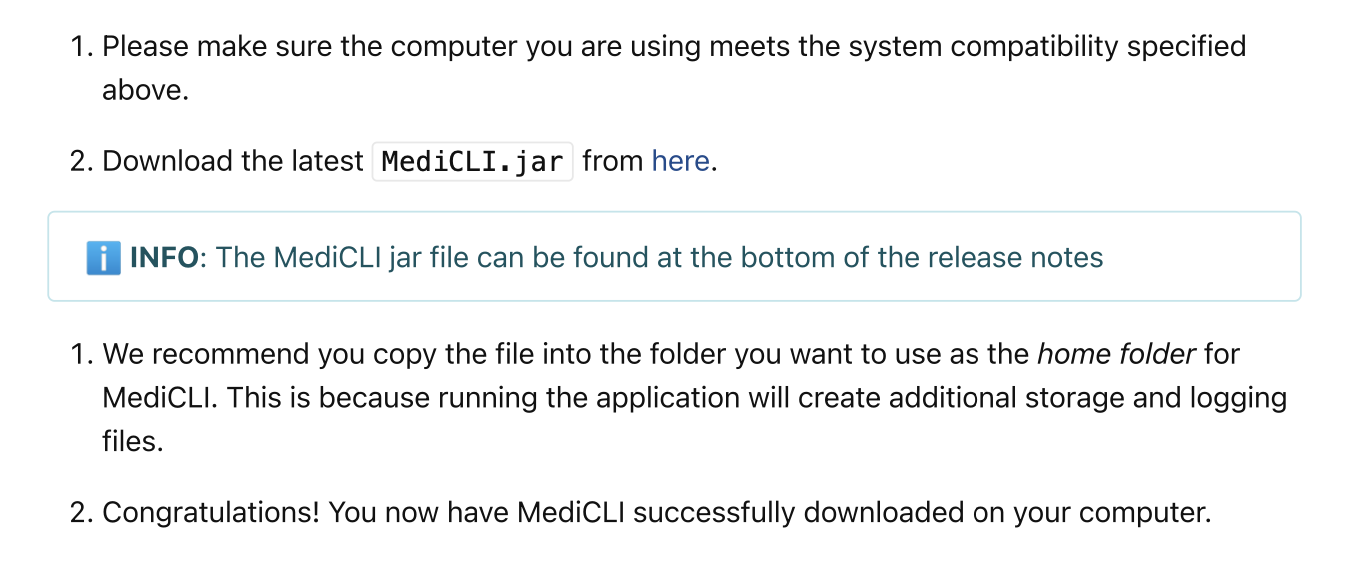 1. Please make sure the computer you are using meets the system compatibility specified
above.
2. Download the latest MediCLI.jar from here.
ℹ️ INFO: The MediCLI jar file can be found at the bottom of the release notes
1. We recommend you copy the file into the folder you want to use as the home folder for
MediCLI. This is because running the application will create additional storage and logging
files.
2. Congratulations! You now have MediCLI successfully downloaded on your computer.